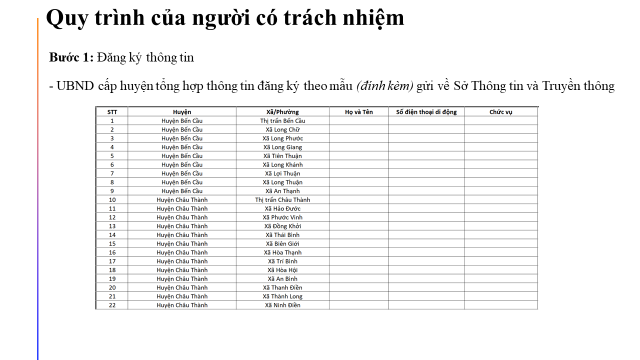 Quy trình của người có trách nhiệm
Bước 1: Đăng ký thông tin
- UBND cấp huyện tổng hợp thông tin đăng ký theo mẫu (đính kèm) gửi về Sở Thông tin và Truyền thông
STT Huyện Xã/Phường Họ và Tên Số điện thoại di động Chức vụ
1 Huyện Bến Cầu Thị trấn Bến Cầu
2 Huyện Bến Cầu Xã Long Chữ
3 Huyện Bến Cầu Xã Long Phước
4 Huyện Bến Cầu Xã Long Giang
5 Huyện Bến Cầu Xã Tiên Thuận
6 Huyện Bến Cầu Xã Long Khánh
7 Huyện Bến Cầu Xã Lợi Thuận
8 Huyện Bến Cầu Xã Long Thuận
9 Huyện Bến Cầu Xã An Thạnh
10 Huyện Châu Thành Thị trấn Châu Thành
11 Huyện Châu Thành Xã Hảo Đước
12 Huyện Châu Thành Xã Phước Vinh
13 Huyện Châu Thành Xã Đồng Khởi
14 Huyện Châu Thành Xã Thái Bình
15 Huyện Châu Thành Xã Biên Giới
16 Huyện Châu Thành Xã Hòa Thạnh
17 Huyện Châu Thành Xã Trí Bình
18 Huyện Châu Thành Xã Hòa Hội
19 Huyện Châu Thành Xã An Bình
20 Huyện Châu Thành Xã Thanh Điền
21 Huyện Châu Thành Xã Thành Long
22 Huyện Châu Thành Xã Ninh Điền